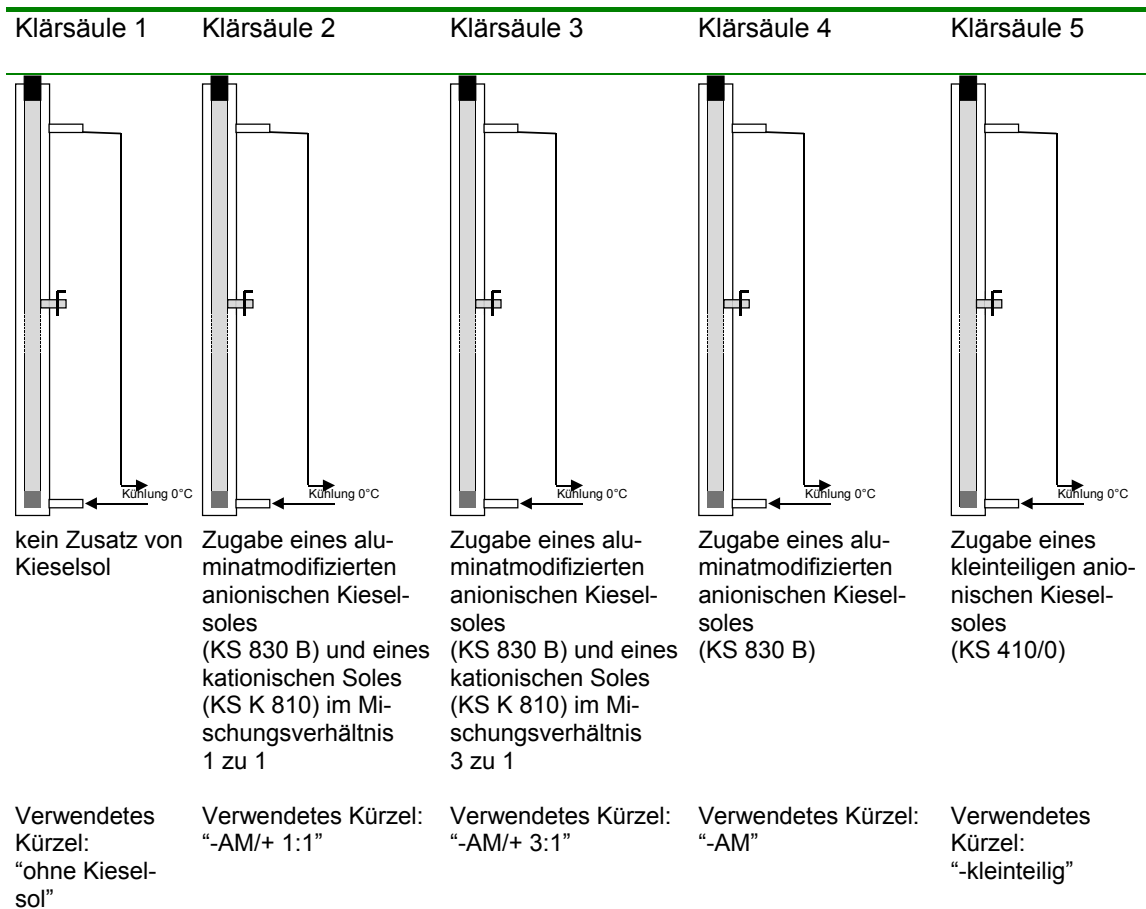 Klärsäule 1
Klärsäule 2
Klärsäule 3
Klärsäule 4
Klärsäule 5
Kühlung 0°C
Kühlung 0°C
Kühlung 0°C
Kühlung 0°C
Kühlung 0°C
kein Zusatz von
Kieselsol
Zugabe eines alu-
minatmodifizierten
anionischen Kiesel-
soles
(KS 830 B) und eines
kationischen Soles
(KS K 810) im Mi-
schungsverhältnis
1 zu 1
Zugabe eines alu-
minatmodifizierten
anionischen Kiesel-
soles
(KS 830 B) und eines
kationischen Soles
(KS K 810) im Mi-
schungsverhältnis
3 zu 1
Zugabe eines alu-
minatmodifizierten
anionischen Kiesel-
soles
(KS 830 B)
Zugabe eines
kleinteiligen anio-
nischen Kiesel-
soles
(KS 410/0)
Verwendetes
Kürzel:
“ohne Kiesel-
sol”
Verwendetes Kürzel:
“-AM/+ 1:1”
Verwendetes Kürzel:
“-AM/+ 3:1”
Verwendetes Kürzel:
“-AM”
Verwendetes
Kürzel:
“-kleinteilig”